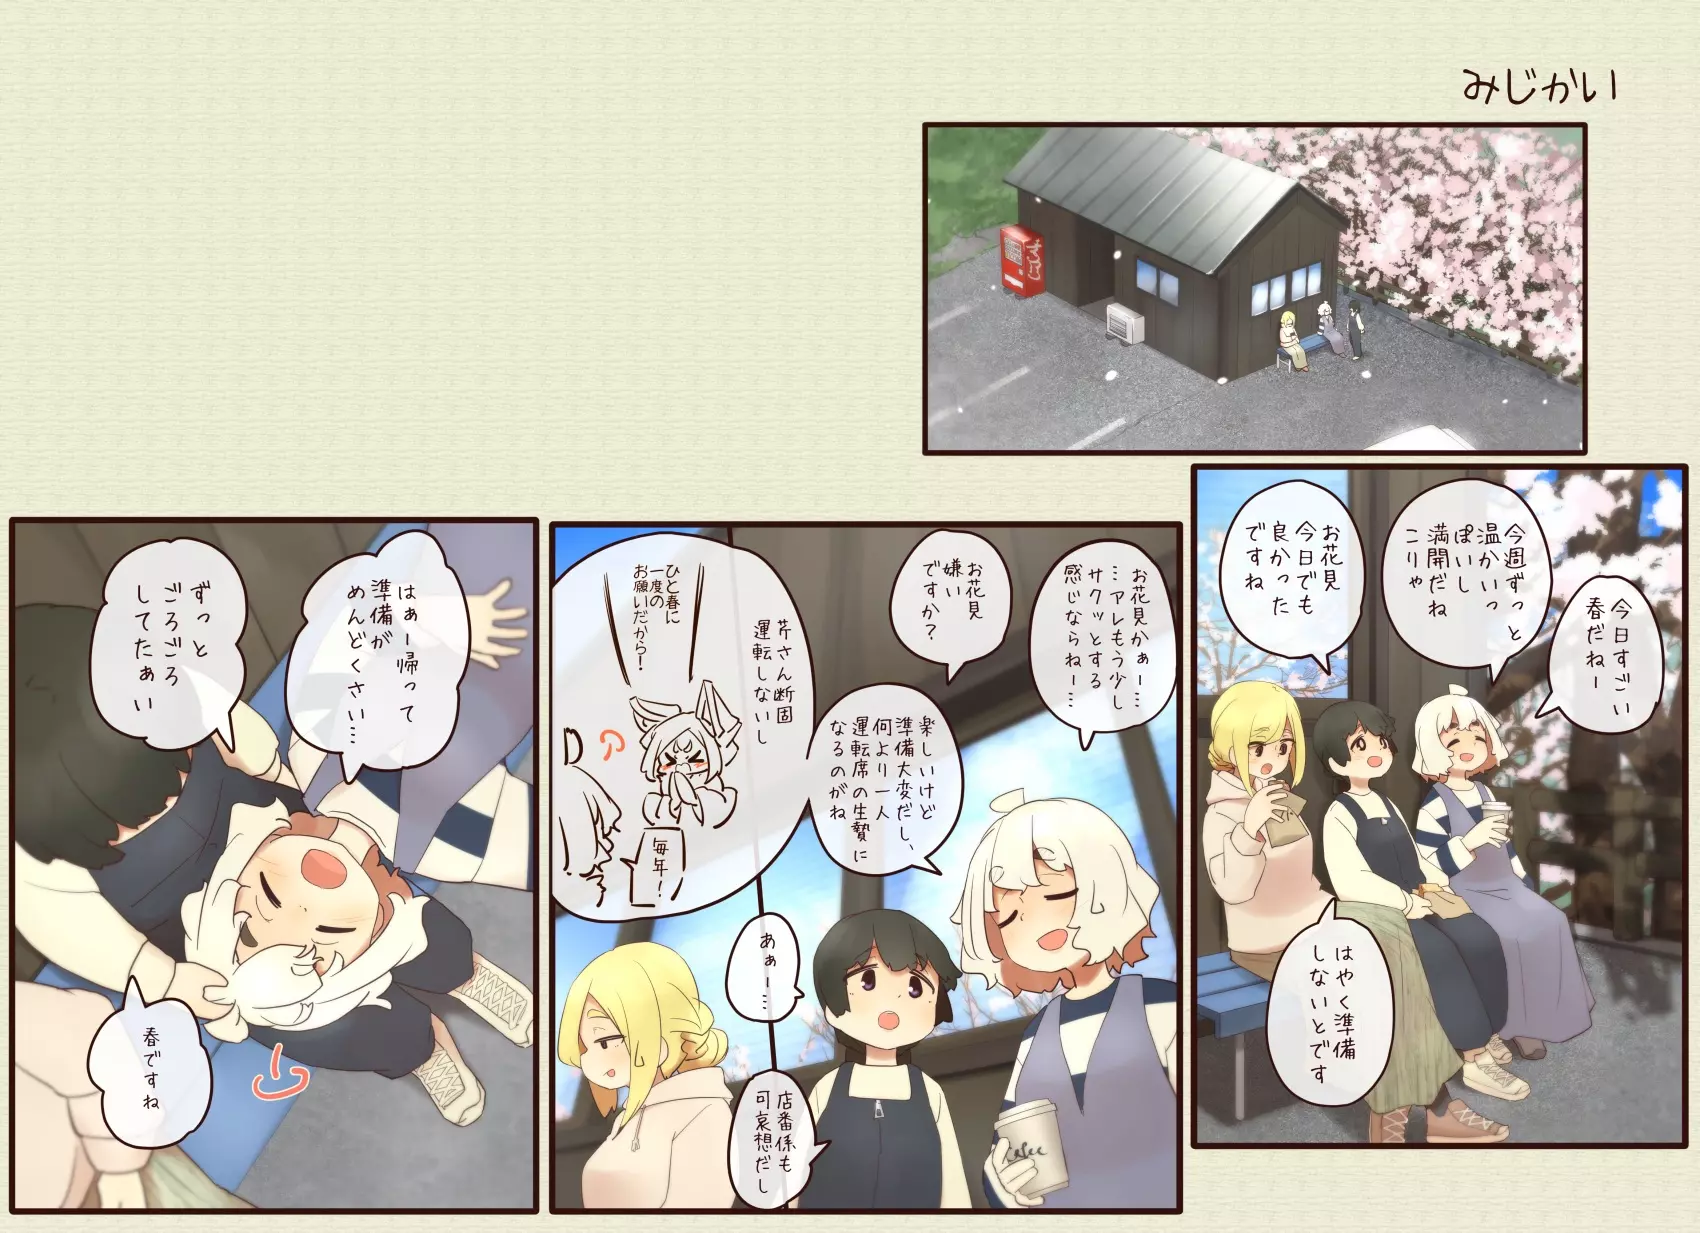 みじかい
今日すごい
春だねー
今週ずっと
温かいっ
ぽいし
満開だね
こりゃ
お花見
今日でも
良かった
ですね
はやく準備
しないとです
お花見かぁー…
…アレもう少し
サクッとする
感じならねー…
お花見
嫌い
ですか？
楽しいけど
準備大変だし、
何より一人
運転席の生贄に
なるのがね
芹さん断固
運転しないし
ひと春に
一度の
お願いだから！
毎年！
あぁー…
店番係も
可哀想だし
はぁー帰って
準備が
めんどくさい…
ずっと
ごろごろ
してたぁい
春ですね